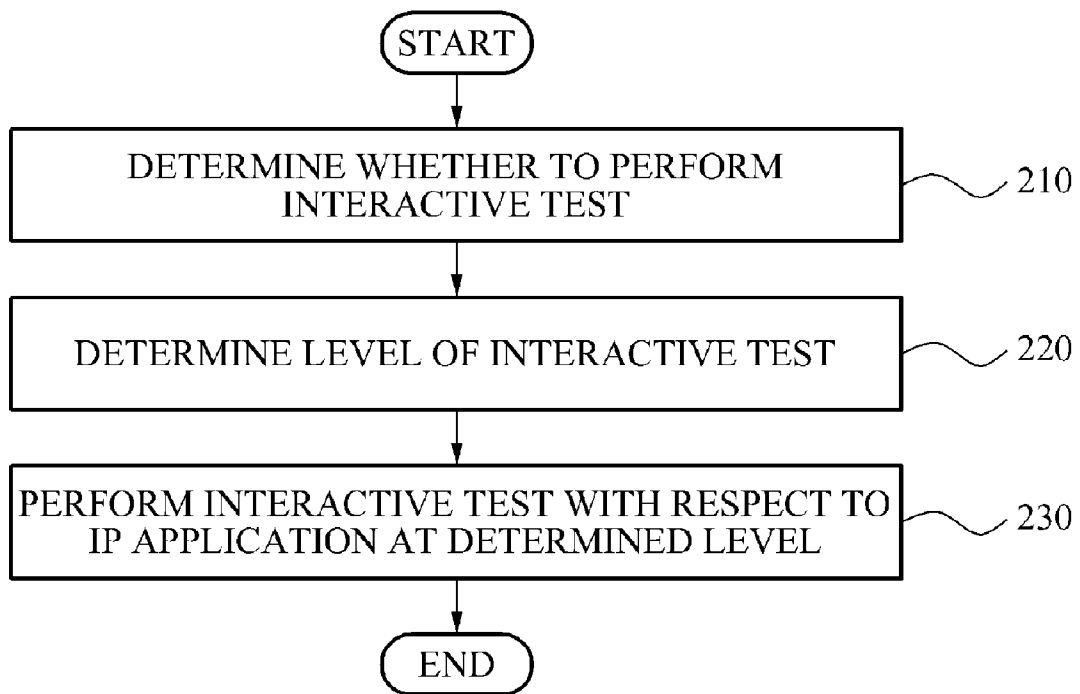 START
DETERMINE WHETHER TO PERFORM
INTERACTIVE TEST
210
DETERMINE LEVEL OF INTERACTIVE TEST
220
PERFORM INTERACTIVE TEST WITH RESPECT TO
IP APPLICATION AT DETERMINED LEVEL
230
END